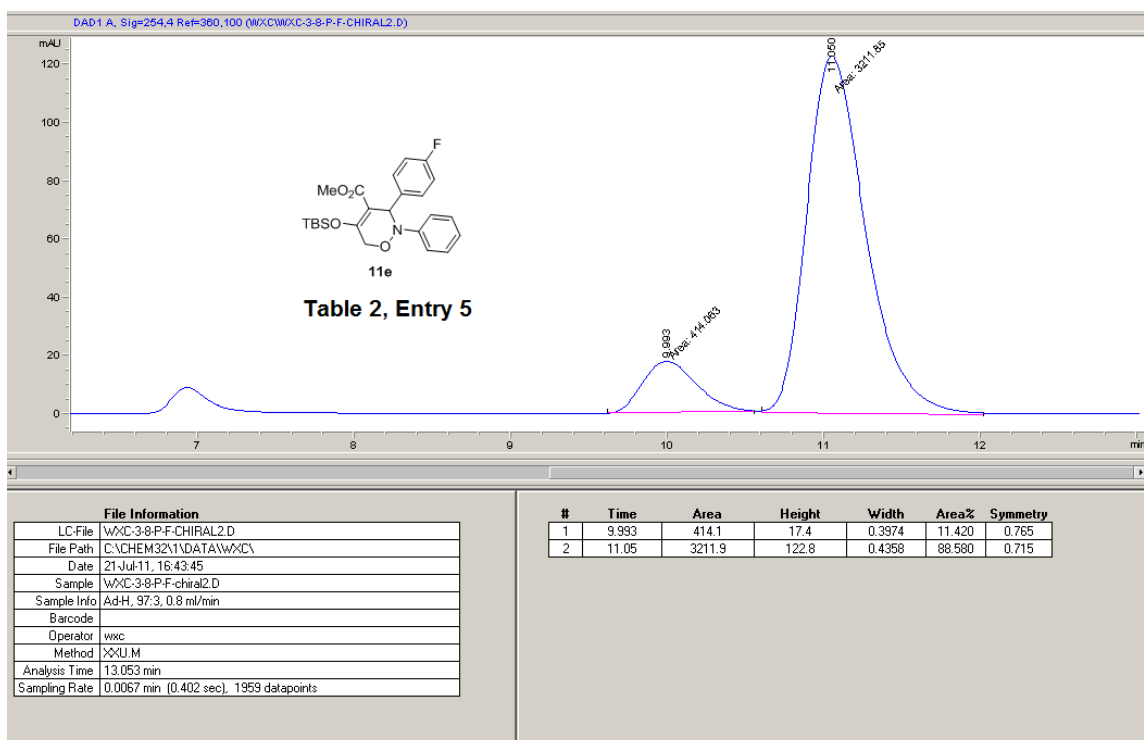 DAD1 A, Sig=254,4 Ref=360,100 (WXC\WXC-3-8-P-F-CHIRAL2.D)
mAU
120
100
80
60
40
20
0
11.050
Area: 3211.85
9.993
Area: 414.063
F
MeO2C
TBSO
N
O
11e
Table 2, Entry 5
7 8 9 10 11 12 min
File Information
LC-File WXC-3-8-P-F-CHIRAL2.D
File Path C:\CHEM32\1\DATA\WXC\
Date 21-Jul-11, 16:43:45
Sample WXC-3-8-P-F-chiral2.D
Sample Info Ad-H, 97:3, 0.8 ml/min
Barcode
Operator wxc
Method XXU.M
Analysis Time 13.053 min
Sampling Rate 0.0067 min (0.402 sec), 1959 datapoints
# Time Area Height Width Area% Symmetry
1 9.993 414.1 17.4 0.3974 11.420 0.765
2 11.05 3211.9 122.8 0.4358 88.580 0.715